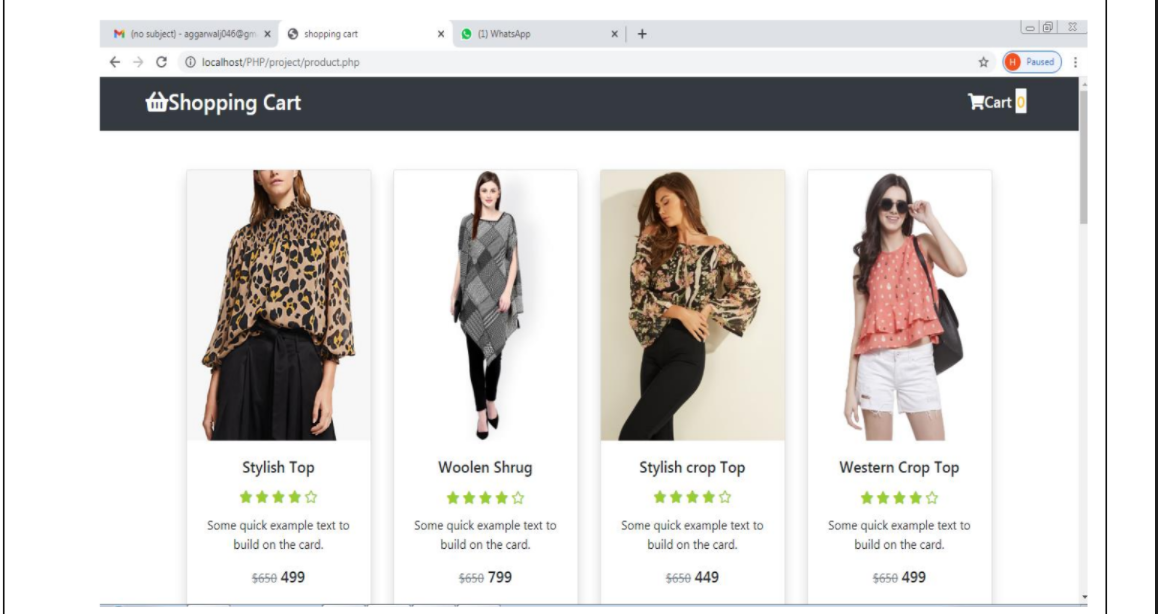 (no subject) - aggarwalj046@gm
shopping cart
(1) WhatsApp
localhost/PHP/project/product.php
H Paused
Shopping Cart
Cart 0
Stylish Top
Some quick example text to
build on the card.
$650 499
Woolen Shrug
Some quick example text to
build on the card.
$650 799
Stylish crop Top
Some quick example text to
build on the card.
$650 449
Western Crop Top
Some quick example text to
build on the card.
$650 499